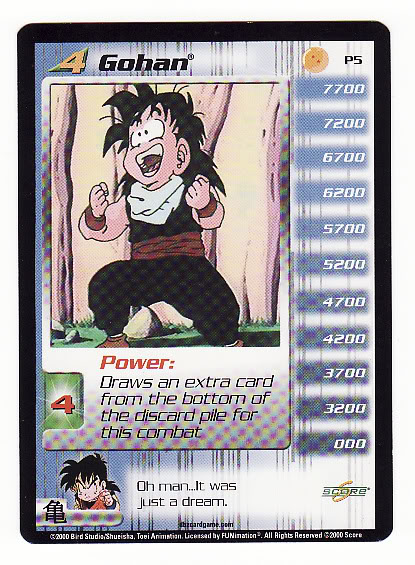 4 Gohan® P5
7700
7200
6700
6200
5700
5200
4700
4200
3700
3200
000
Power:
4
Draws an extra card
from the bottom of
the discard pile for
this combat
Oh man...It was
just a dream.
亀
SCORE®
dbzcardgame.com
©2000 Bird Studio/Shueisha, Toei Animation. Licensed by FUNimation®. All Rights Reserved ©2000 Score